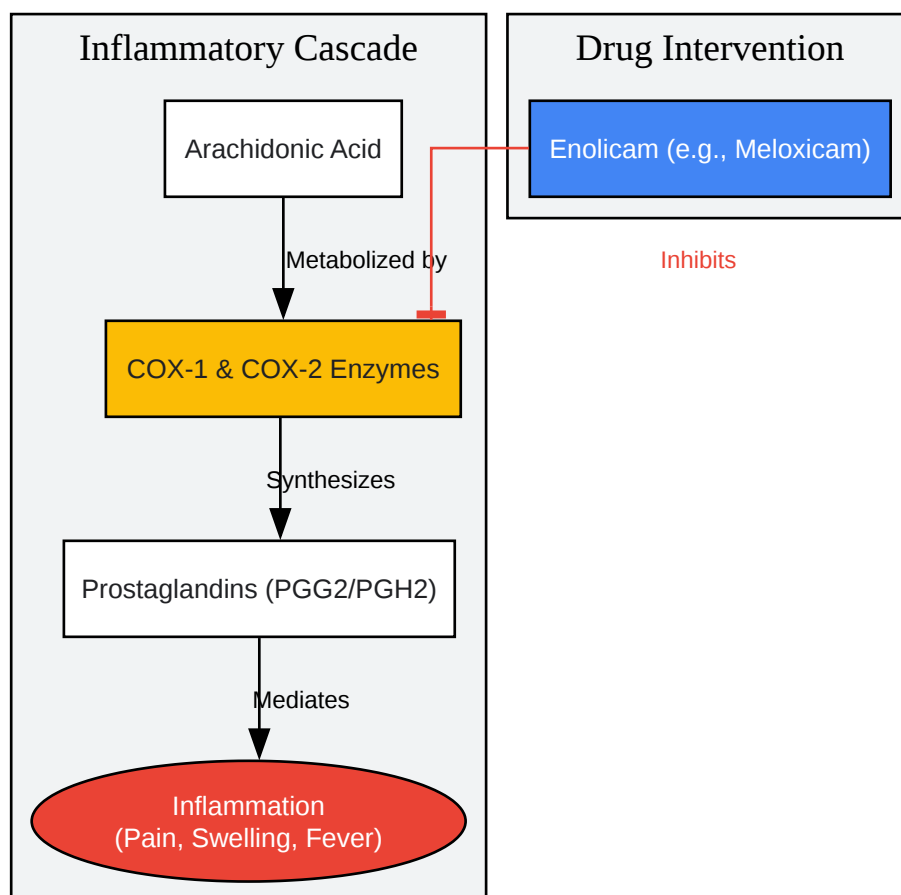 Inflammatory Cascade
Drug Intervention
Arachidonic Acid
Enolicam (e.g., Meloxicam)
Metabolized by
Inhibits
COX-1 & COX-2 Enzymes
Synthesizes
Prostaglandins (PGG2/PGH2)
Mediates
Inflammation
(Pain, Swelling, Fever)